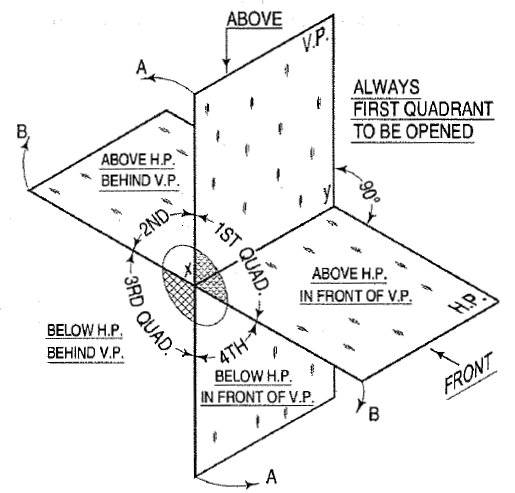 ABOVE
V.P.
A
ALWAYS
FIRST QUADRANT
TO BE OPENED
B
ABOVE H.P.
BEHIND V.P.
y
90°
2ND
1ST QUAD.
x
ABOVE H.P.
IN FRONT OF V.P.
H.P.
3RD QUAD.
BELOW H.P.
BEHIND V.P.
4TH
FRONT
BELOW H.P.
IN FRONT OF V.P.
B
A